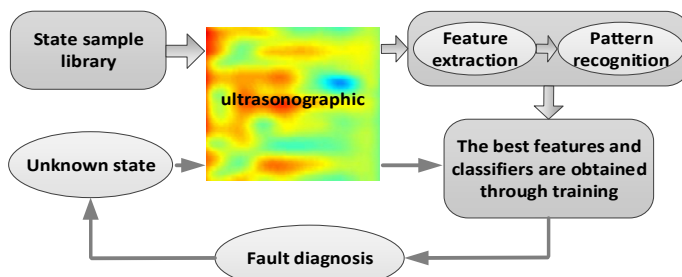 State sample
library
ultrasonographic
Feature
extraction
Pattern
recognition
Unknown state
The best features and
classifiers are obtained
through training
Fault diagnosis